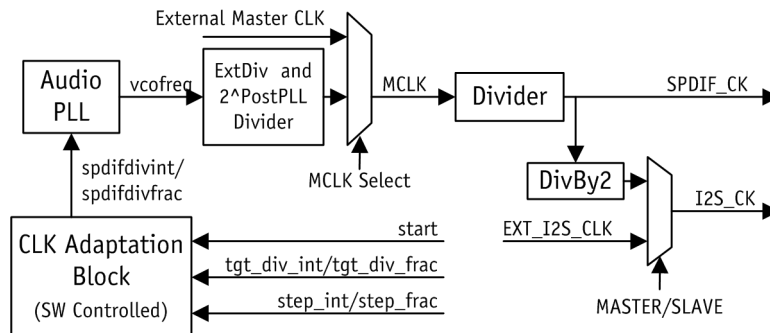 External Master CLK
Audio
PLL
vcofreq
ExtDiv and
2^PostPLL
Divider
MCLK
Divider
SPDIF_CK
MCLK Select
spdifdivint/
spdifdivfrac
DivBy2
I2S_CK
EXT_I2S_CLK
MASTER/SLAVE
CLK Adaptation
Block
(SW Controlled)
start
tgt_div_int/tgt_div_frac
step_int/step_frac